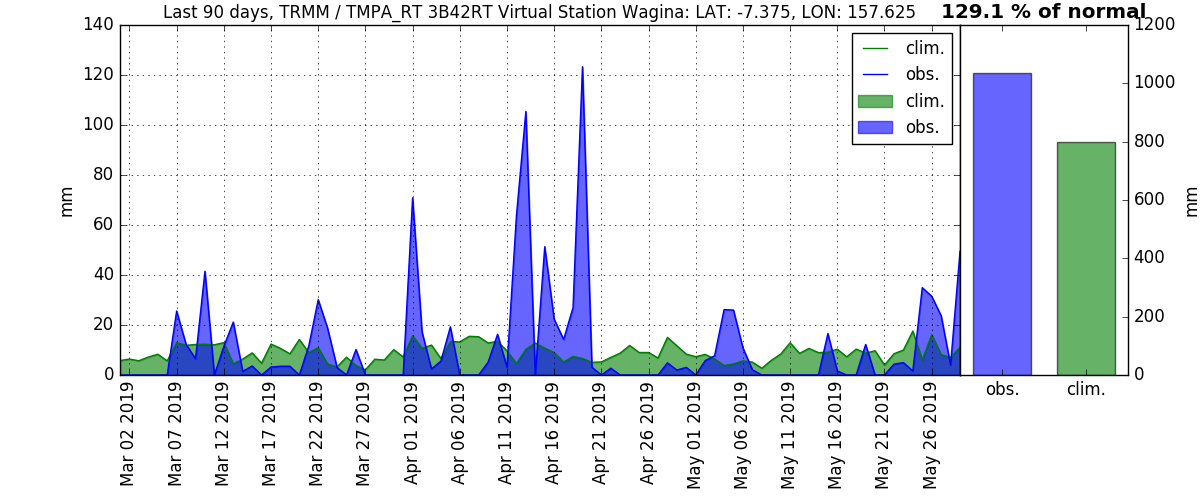 Last 90 days, TRMM / TMPA_RT 3B42RT Virtual Station Wagina: LAT: -7.375, LON: 157.625
129.1 % of normal
140
120
100
80
60
40
20
0
mm
clim.
obs.
clim.
obs.
Mar 02 2019
Mar 07 2019
Mar 12 2019
Mar 17 2019
Mar 22 2019
Mar 27 2019
Apr 01 2019
Apr 06 2019
Apr 11 2019
Apr 16 2019
Apr 21 2019
Apr 26 2019
May 01 2019
May 06 2019
May 11 2019
May 16 2019
May 21 2019
May 26 2019
1200
1000
800
600
400
200
0
mm
obs.
clim.